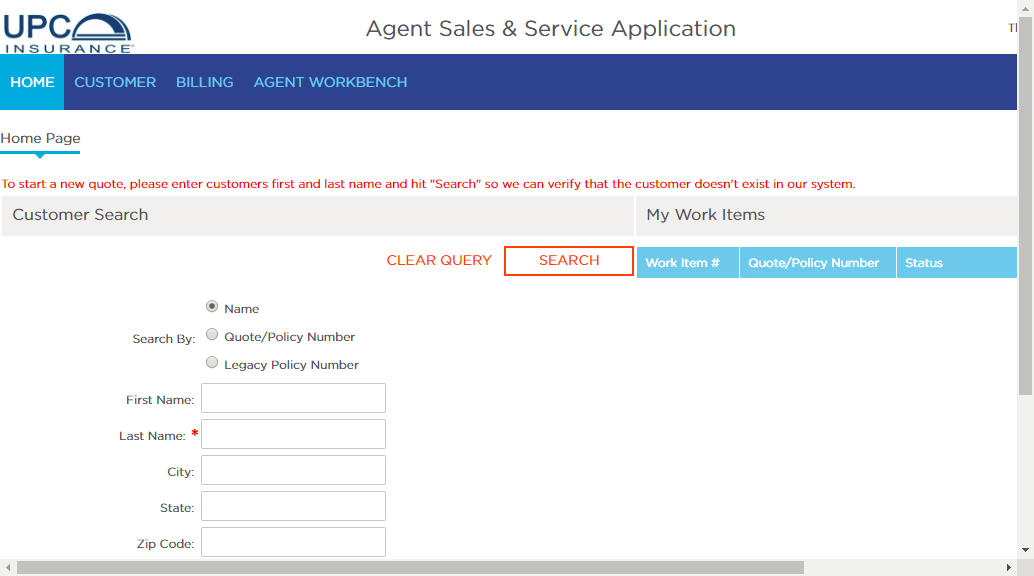 UPC
INSURANCE
Agent Sales & Service Application
HOME CUSTOMER BILLING AGENT WORKBENCH
Home Page
To start a new quote, please enter customers first and last name and hit "Search" so we can verify that the customer doesn't exist in our system.
Customer Search
My Work Items
CLEAR QUERY SEARCH
Work Item # Quote/Policy Number Status
Name
Search By:
Quote/Policy Number
Legacy Policy Number
First Name:
Last Name: *
City:
State:
Zip Code: